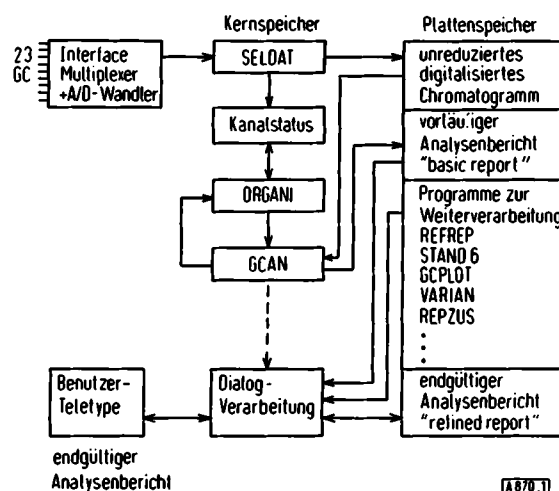 Kernspeicher
Plattenspeicher
23
GC
Interface
Multiplexer
+A/D-Wandler
SELDAT
unreduziertes
digitalisiertes
Chromatogramm
Kanalstatus
vorläufiger
Analysenbericht
"basic report"
ORGANI
Programme zur
Weiterverarbeitung
REFREP
STAND 6
GCPLOT
VARIAN
REPZUS
.
.
.
GCAN
Benutzer-
Teletype
Dialog-
Verarbeitung
endgültiger
Analysenbericht
"refined report"
endgültiger
Analysenbericht
A 870.1